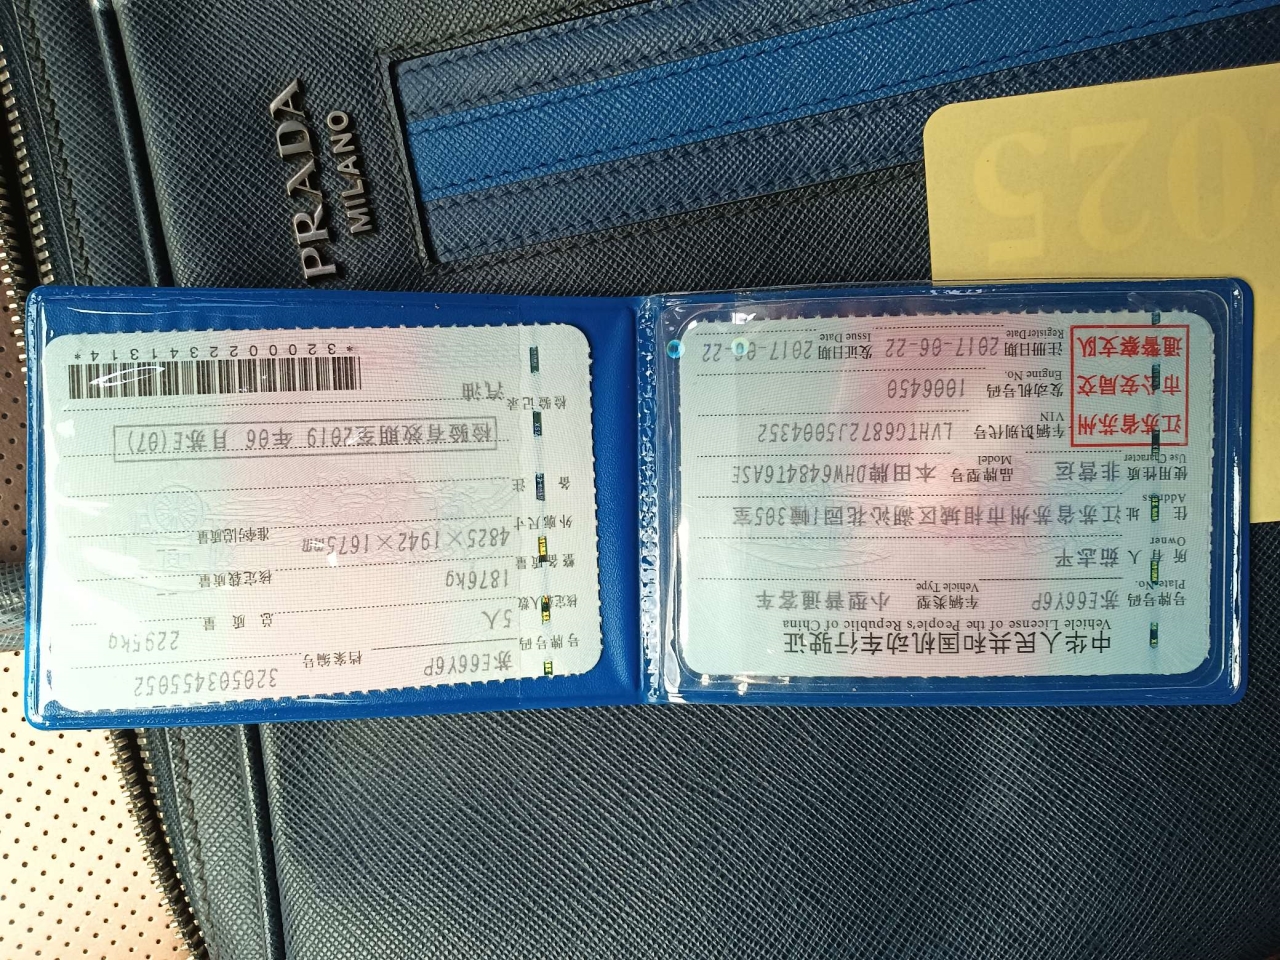 PRADA
MILANO
025
中华人民共和国机动车行驶证
Vehicle License of the People's Republic of China
号牌号码 苏E66Y6P 车辆类型 小型普通客车
Plate No. Vehicle Type
所有人 茹志平
Owner
住址 江苏省苏州市相城区湖沁花园1幢305室
Address
使用性质 非营运 品牌型号 本田牌DHW6484T6ASE
Use Character Model
江苏省苏州
市公安局交
通警察支队
车辆识别代号 LVHTG6872J5004352
VIN
发动机号码 1006450
Engine No.
注册日期 2017-06-22 发证日期 2017-06-22
Register Date Issue Date
号牌号码 苏E66Y6P 档案编号 320503455052
核定载人数 5人 总质量 2295kg
整备质量 1876kg 核定载质量 --
外廓尺寸 4825×1942×1675mm 准牵引总质量 --
备注
检验有效期至2019年06月苏E(07)
检验记录 汽油
*3200022341314*